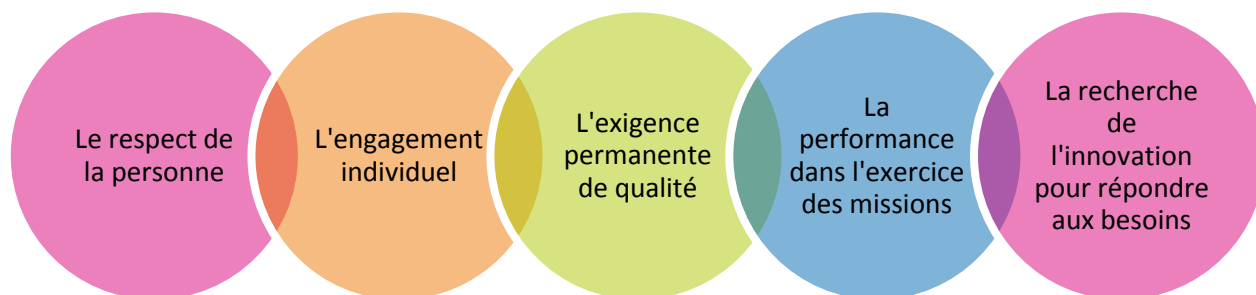 Le respect de
la personne
L'engagement
individuel
L'exigence
permanente
de qualité
La
performance
dans l'exercice
des missions
La recherche
de
l'innovation
pour répondre
aux besoins